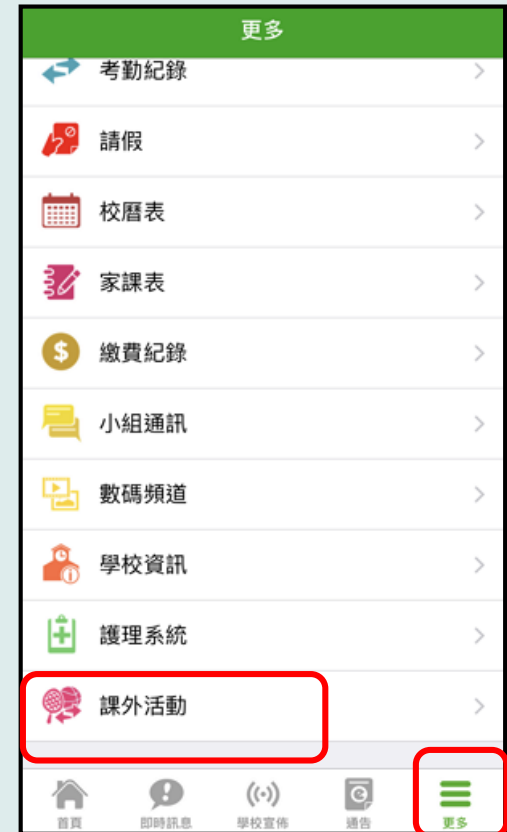 更多
考勤紀錄
請假
校曆表
家課表
$ 繳費紀錄
小組通訊
數碼頻道
學校資訊
護理系統
課外活動
首頁 即時訊息 學校宣佈 通告 更多